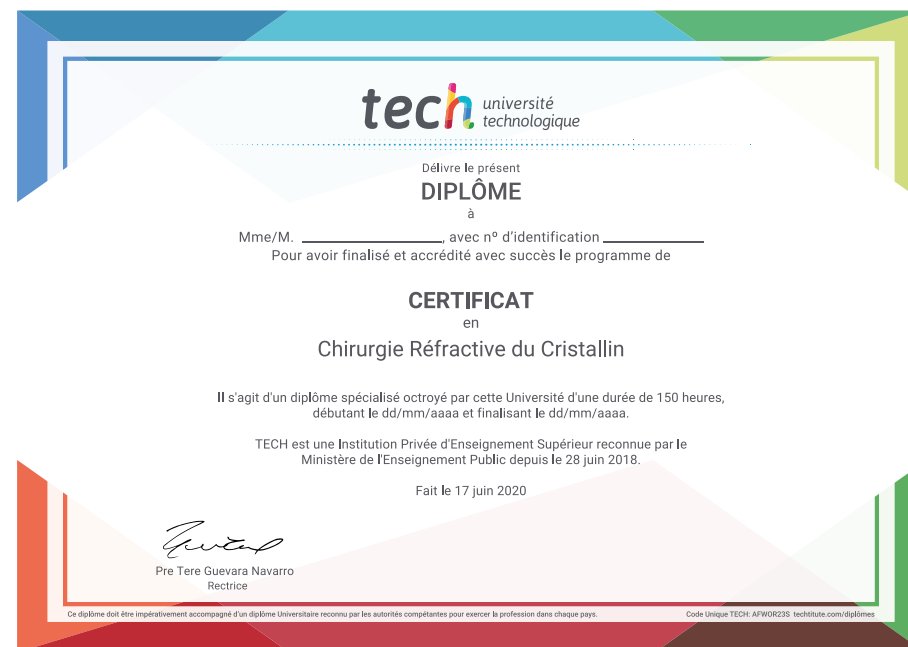 tech université
technologique
Délivre le présent
DIPLÔME
à
Mme/M. ____________, avec nº d'identification ____________
Pour avoir finalisé et accrédité avec succès le programme de
CERTIFICAT
en
Chirurgie Réfractive du Cristallin
Il s'agit d'un diplôme spécialisé octroyé par cette Université d'une durée de 150 heures,
débutant le dd/mm/aaaa et finalisant le dd/mm/aaaa.
TECH est une Institution Privée d'Enseignement Supérieur reconnue par le
Ministère de l'Enseignement Public depuis le 28 juin 2018.
Fait le 17 juin 2020
Pre Tere Guevara Navarro
Rectrice
Ce diplôme doit être impérativement accompagné d'un diplôme Universitaire reconnu par les autorités compétentes pour exercer la profession dans chaque pays.
Code Unique TECH: AFWOR23S techtitute.com/diplômes